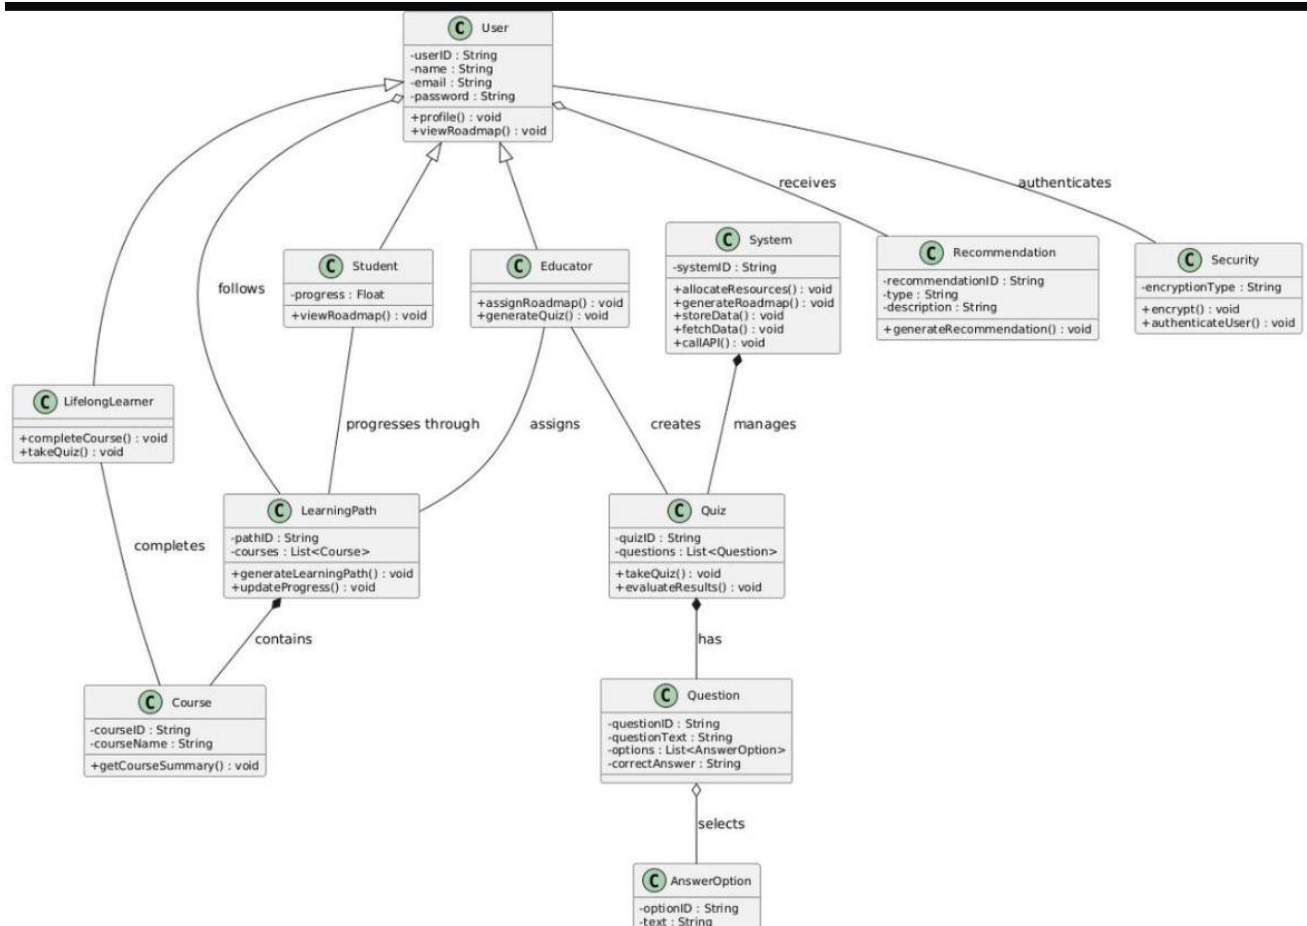 C User
-userID : String
-name : String
-email : String
-password : String
+profile() : void
+viewRoadmap() : void
receives
authenticates
C Student
-progress : Float
+viewRoadmap() : void
C Educator
+assignRoadmap() : void
+generateQuiz() : void
C System
-systemID : String
+allocateResources() : void
+generateRoadmap() : void
+storeData() : void
+fetchData() : void
+callAPI() : void
C Recommendation
-recommendationID : String
-type : String
-description : String
+generateRecommendation() : void
C Security
-encryptionType : String
+encrypt() : void
+authenticateUser() : void
follows
C LifelongLearner
+completeCourse() : void
+takeQuiz() : void
progresses through
assigns
creates
manages
C LearningPath
-pathID : String
-courses : List<Course>
+generateLearningPath() : void
+updateProgress() : void
C Quiz
-quizID : String
-questions : List<Question>
+takeQuiz() : void
+evaluateResults() : void
completes
contains
has
C Course
-courseID : String
-courseName : String
+getCourseSummary() : void
C Question
-questionID : String
-questionText : String
-options : List<AnswerOption>
-correctAnswer : String
selects
C AnswerOption
-optionID : String
-text : String